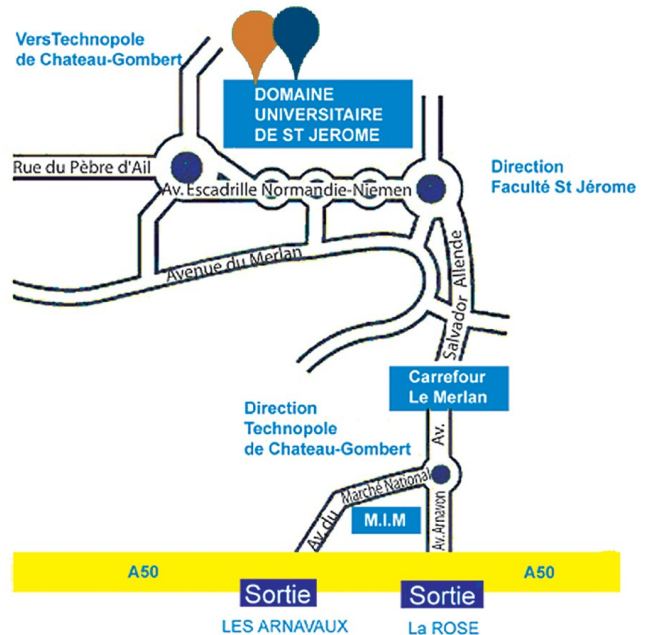 VersTechnopole
de Chateau-Gombert
DOMAINE
UNIVERSITAIRE
DE ST JEROME
Rue du Pèbre d'Ail
Av. Escadrille Normandie-Niemen
Direction
Faculté St Jérome
Avenue du Merlan
Salvador Allende
Carrefour
Le Merlan
Direction
Technopole
de Chateau-Gombert
Av.
Av. du Marché National
M.I.M
Av. Arnavon
A50
A50
Sortie
Sortie
LES ARNAVAUX
La ROSE